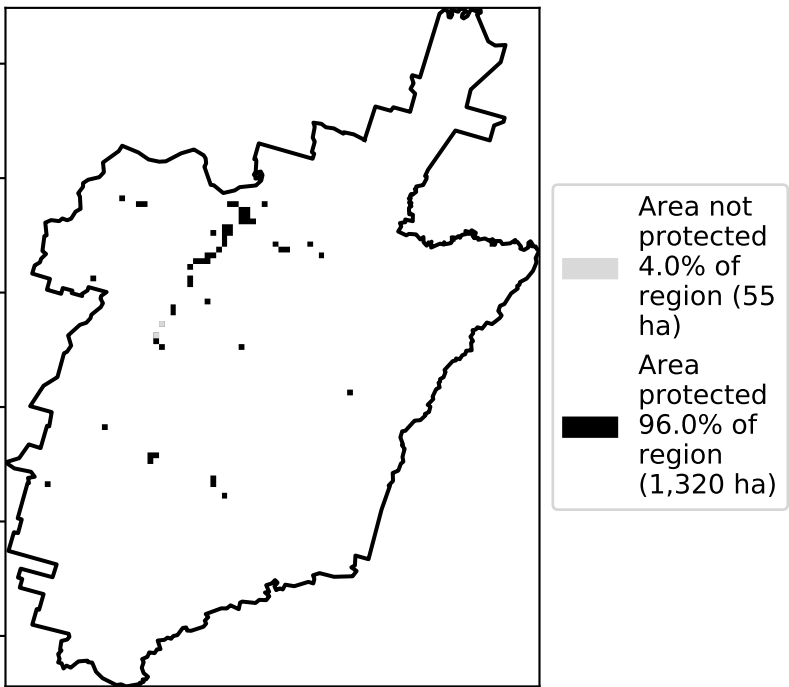 Area not
protected
4.0% of
region (55
ha)
Area
protected
96.0% of
region
(1,320 ha)